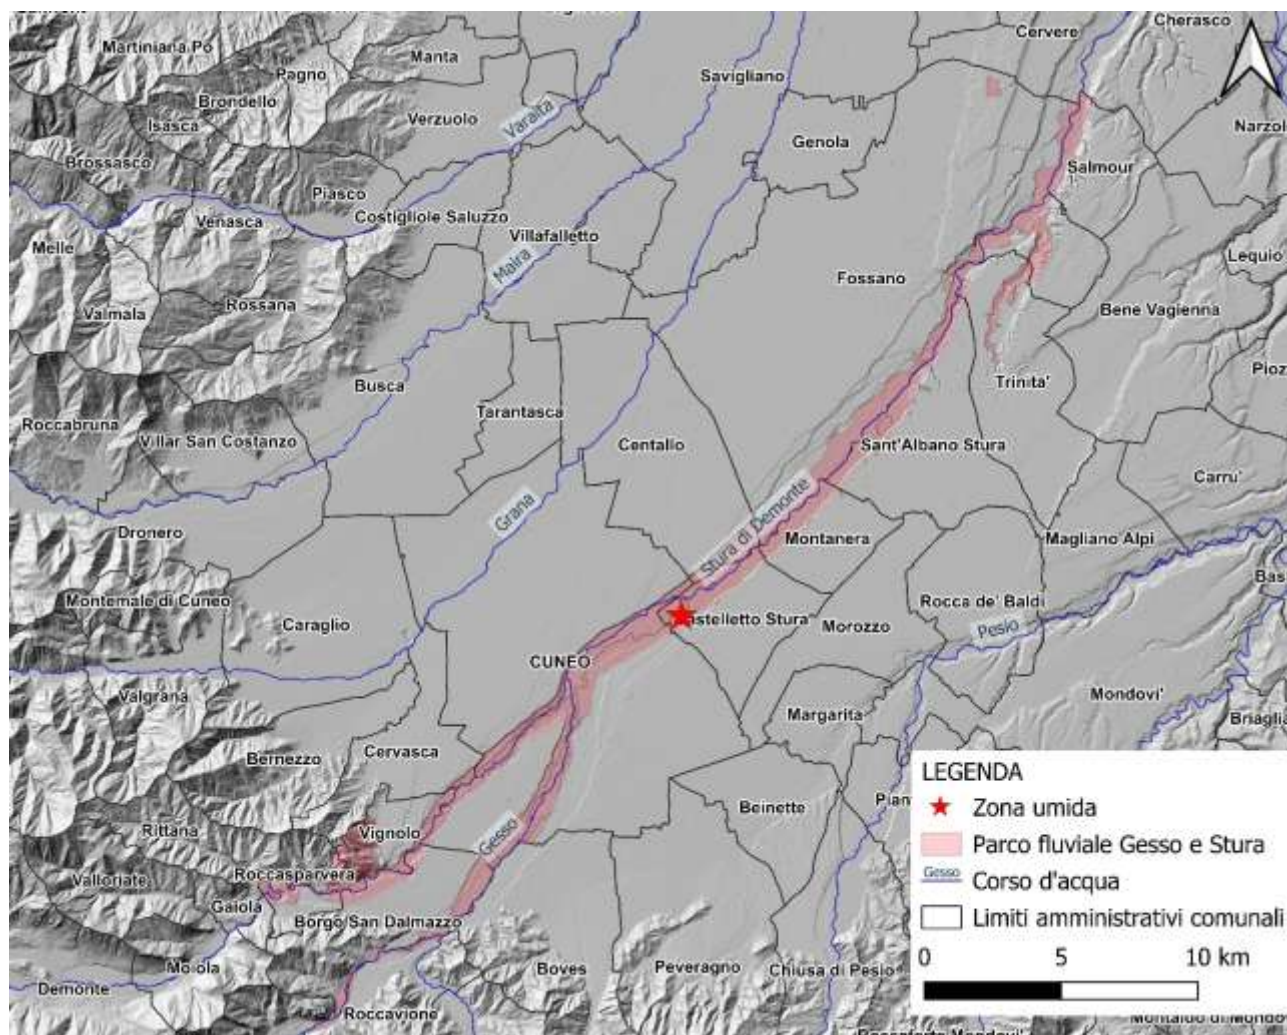 Cherasco
Martiniana Po
Manta
Cervere
Pagno
Savigliano
Brondello
Verzuolo
Varaita
Isasca
Genola
Brossasco
Salmour
Piasco
Costigliole Saluzzo
Venasca
Villafalletto
Melle
Maira
Lequio
Fossano
Rossana
Valmala
Bene Vagienna
Busca
Trinita'
Tarantasca
Roccabruna
Villar San Costanzo
Centallo
Sant'Albano Stura
Carru'
Grana
Stura di Demonte
Dronero
Montanera
Magliano Alpi
Montemale di Cuneo
Caraglio
Rocca de' Baldi
astelletto Stura
Morozzo
Pesio
CUNEO
Valgrana
Mondovi'
Margarita
Briaglia
Bernezzo
Cervasca
LEGENDA
Zona umida
Beinette
Vignolo
Rittana
Gesso
Parco fluviale Gesso e Stura
Roccasparvera
Valloriate
Gesso
Corso d'acqua
Gaiola
Borgo San Dalmazzo
Limiti amministrativi comunali
0 5 10 km
Moiola
Boves
Peveragno
Chiusa di Pesio
Demonte
Roccavione